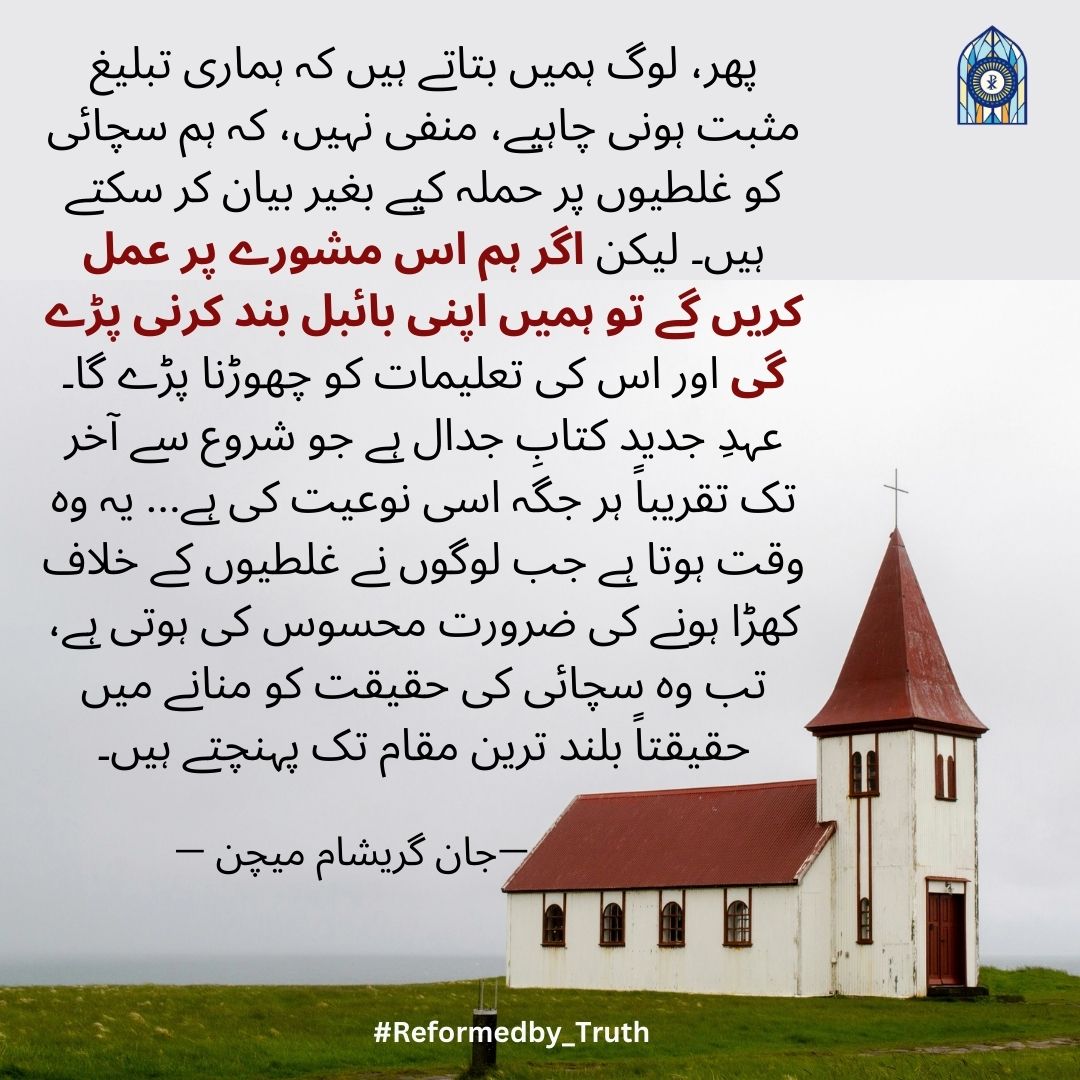 پھر، لوگ ہمیں بتاتے ہیں کہ ہماری تبلیغ
مثبت ہونی چاہیے، منفی نہیں، کہ ہم سچائی
کو غلطیوں پر حملہ کیے بغیر بیان کر سکتے
ہیں۔ لیکن اگر ہم اس مشورے پر عمل
کریں گے تو ہمیں اپنی بائبل بند کرنی پڑے
گی اور اس کی تعلیمات کو چھوڑنا پڑے گا۔
عہدِ جدید کتابِ جدال ہے جو شروع سے آخر
تک تقریباً ہر جگہ اسی نوعیت کی ہے... یہ وہ
وقت ہوتا ہے جب لوگوں نے غلطیوں کے خلاف
کھڑا ہونے کی ضرورت محسوس کی ہوتی ہے،
تب وہ سچائی کی حقیقت کو منانے میں
حقیقتاً بلند ترین مقام تک پہنچتے ہیں۔
—جان گریشام میچن —
#Reformedby_Truth